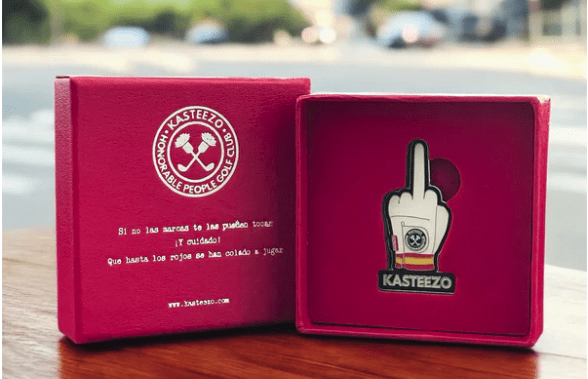 KASTEEZO
HONORABLE PEOPLE GOLF CLUB
Si no las marcas te las pueden tocar
¡Y cuidado!
Que hasta los rojos se han colado a jugar
www.kasteezo.com
KASTEEZO